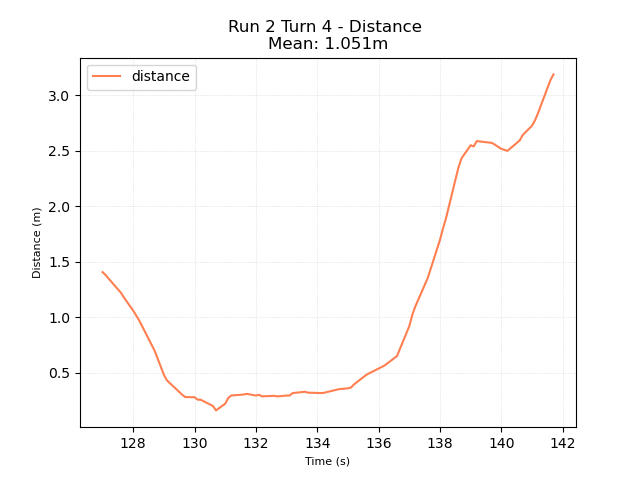 Run 2 Turn 4 - Distance
Mean: 1.051m
distance
3.0
2.5
2.0
1.5
1.0
0.5
Distance (m)
128 130 132 134 136 138 140 142
Time (s)